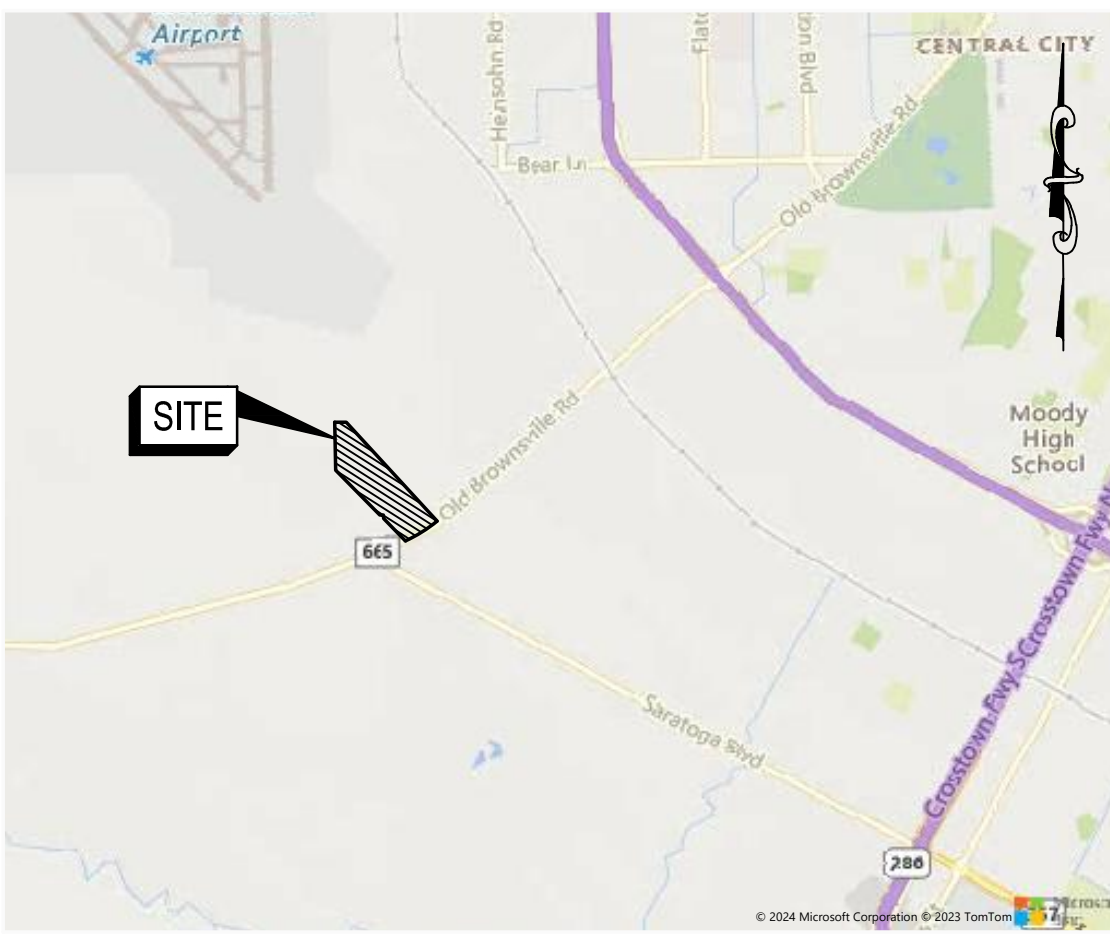 Airport
Hensohn Rd
CENTRAL CITY
Bear Ln
Old Brownsville Rd
SITE
Old Brownsville Rd
Moody
High
School
665
Crosstown Fwy S
Crosstown Fwy N
Saratoga Blvd
286
© 2024 Microsoft Corporation © 2023 TomTom